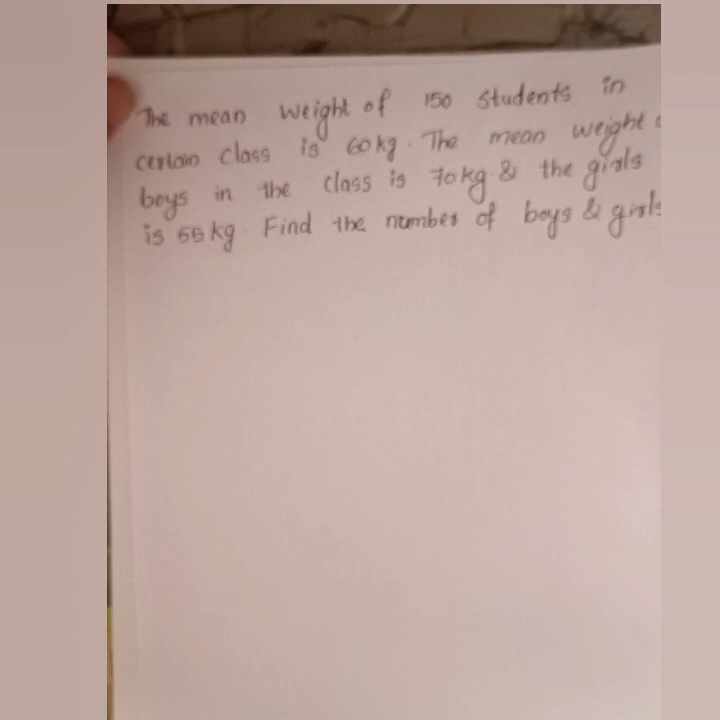 The mean weight of 150 students in
certain class is 60kg. The mean weight
boys in the class is 70kg & the girls
is 55kg. Find the number of boys & girls